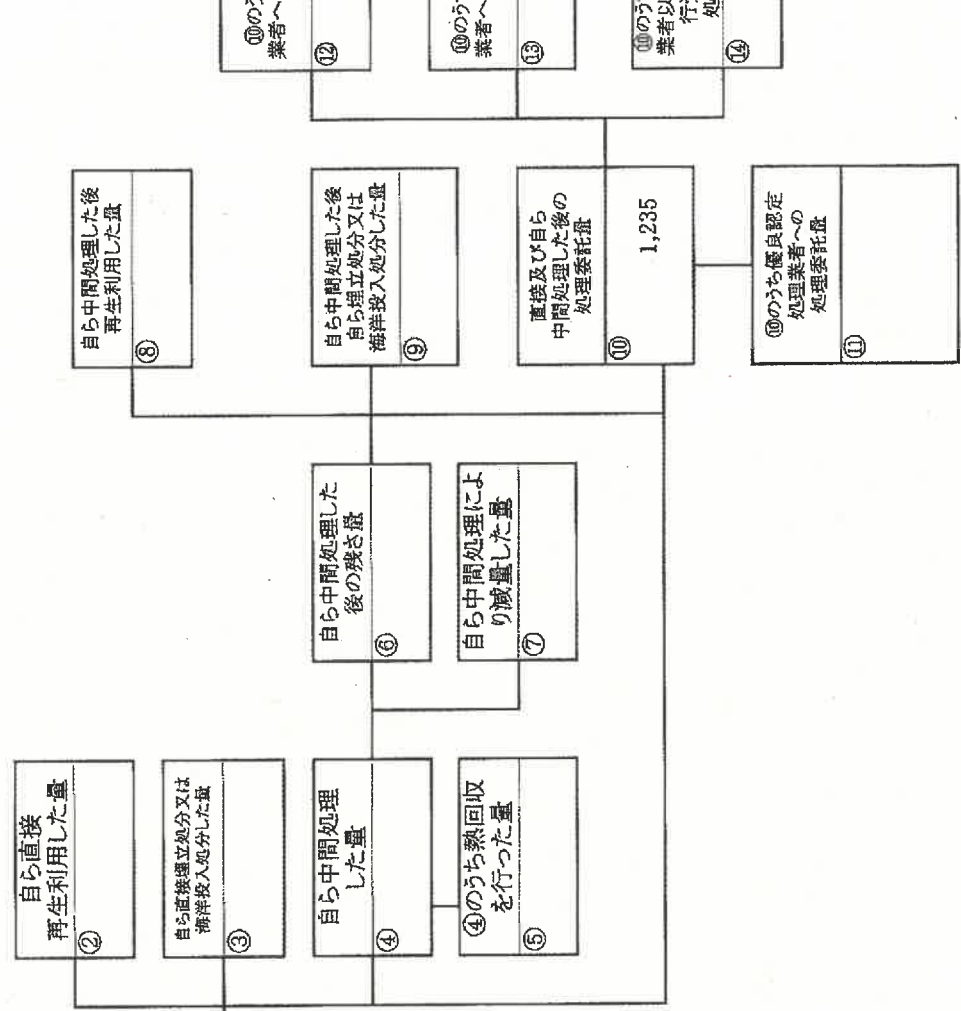 自ら直接
再生利用した量
②
自ら直接埋立処分又は
海洋投入処分した量
③
自ら中間処理
した量
④
④のうち熱回収
を行った量
⑤
自ら中間処理した
後の残さ量
⑥
自ら中間処理によ
り減量した量
⑦
自ら中間処理した後
再生利用した量
⑧
自ら中間処理した後
自ら埋立処分又は
海洋投入処分した量
⑨
直接及び自ら
中間処理した後の
処理委託量
⑩
1,235
⑩のうち優良認定
処理業者への
処理委託量
⑪
⑩のう
業者へ
⑫
⑩のう
業者へ
⑬
⑩のう
業者以
行
処
⑭